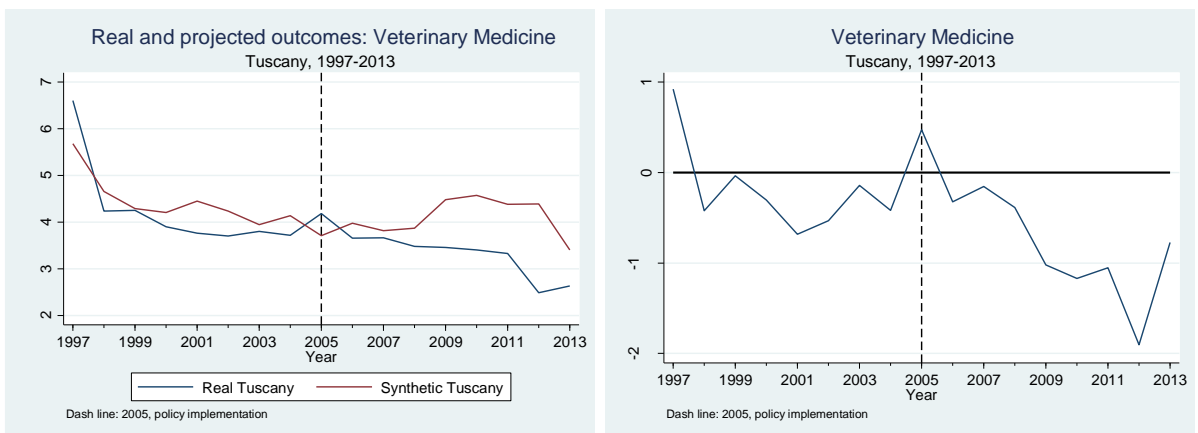 Real and projected outcomes: Veterinary Medicine
Tuscany, 1997-2013
7
6
5
4
3
2
1997 1999 2001 2003 2005 2007 2009 2011 2013
Year
Real Tuscany Synthetic Tuscany
Dash line: 2005, policy implementation
Veterinary Medicine
Tuscany, 1997-2013
1
0
-1
-2
1997 1999 2001 2003 2005 2007 2009 2011 2013
Year
Dash line: 2005, policy implementation